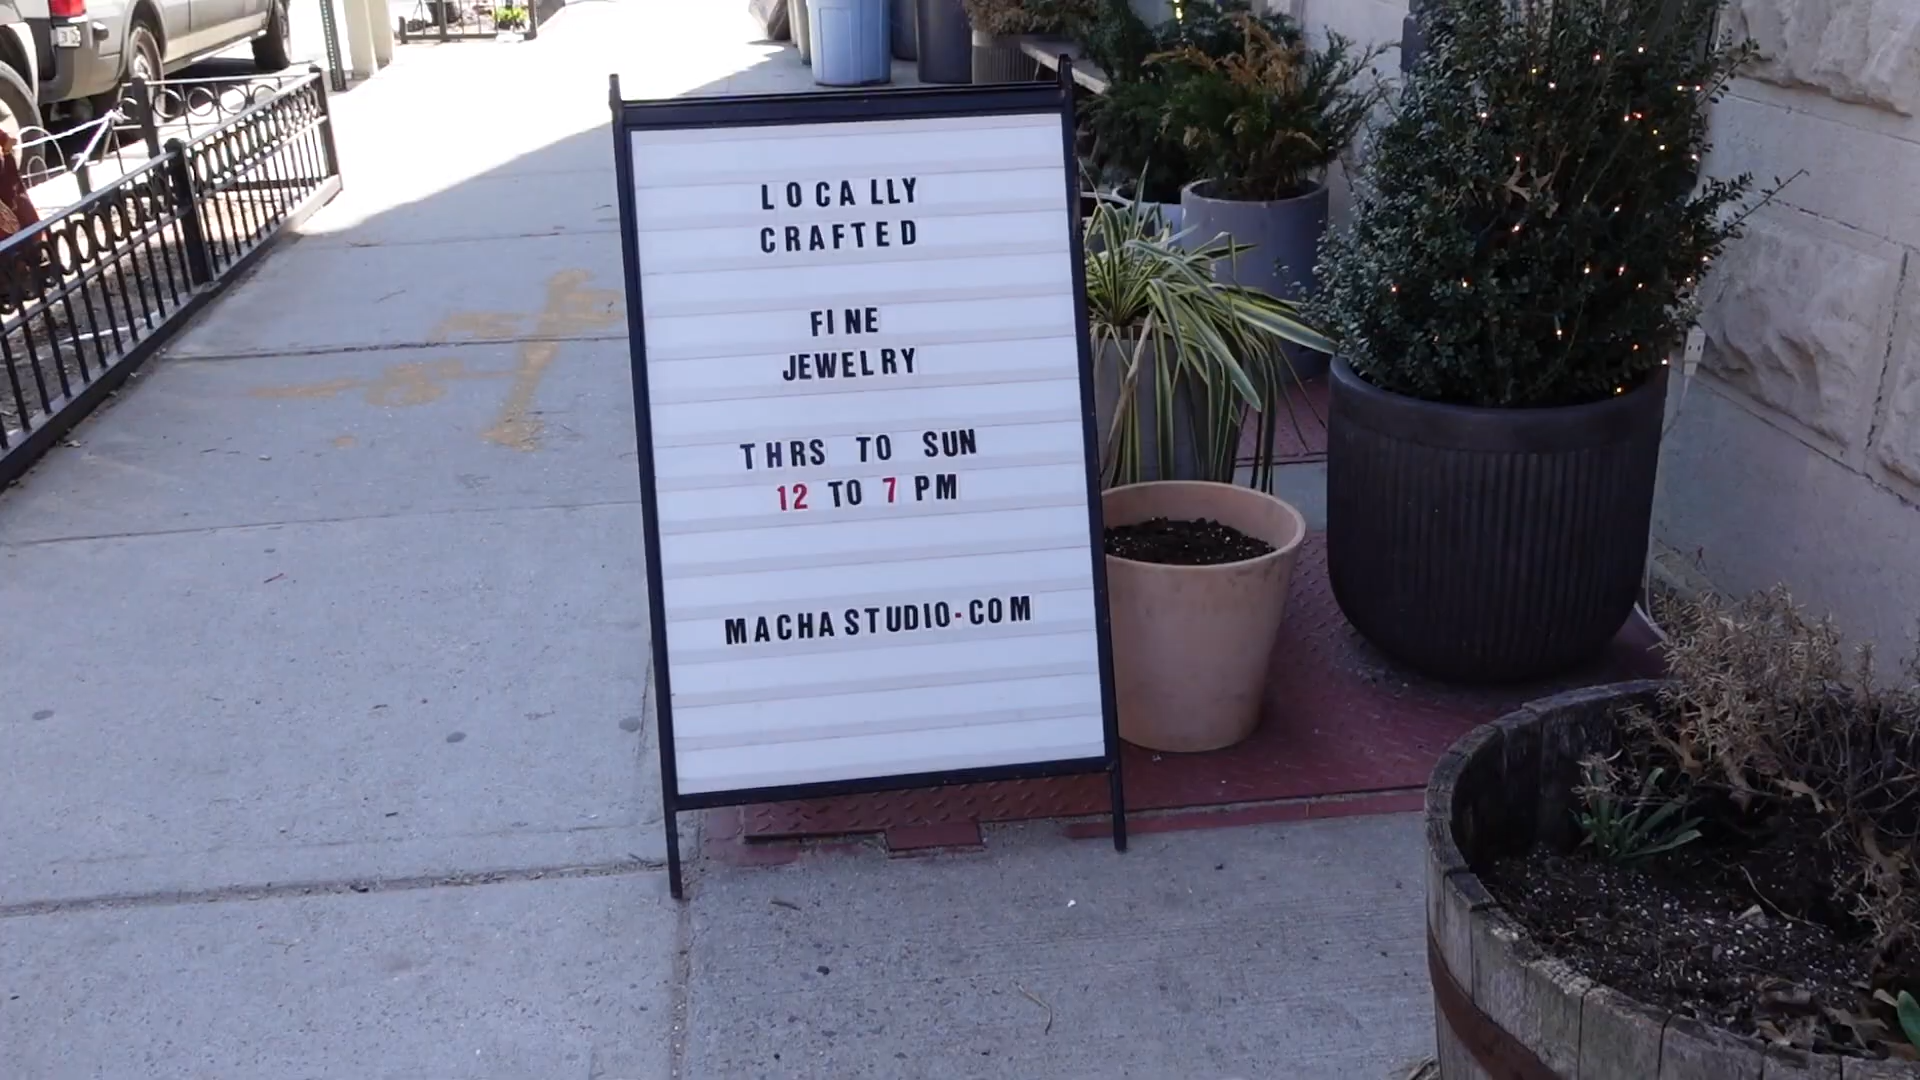 LOCALLY
CRAFTED
FINE
JEWELRY
THRS TO SUN
12 TO 7 PM
MACHASTUDIO.COM